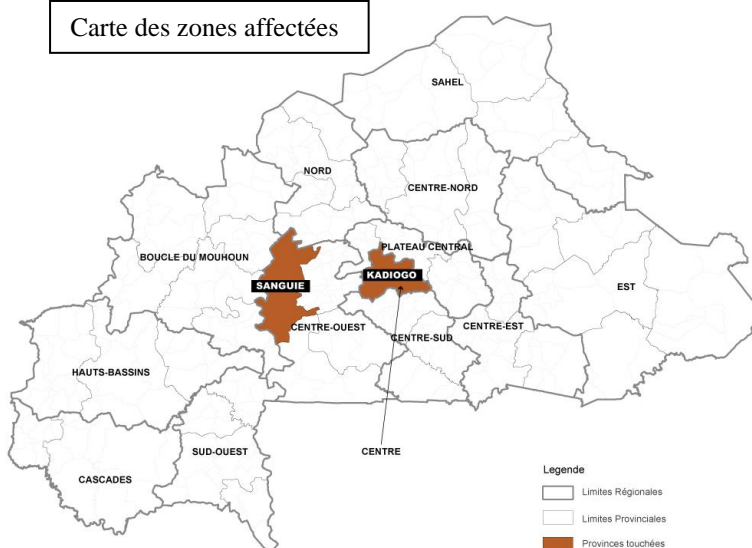 Carte des zones affectées
SAHEL
NORD
CENTRE-NORD
PLATEAU CENTRAL
BOUCLE DU MOUHOUN
KADIOGO
SANGUIE
EST
CENTRE-OUEST
CENTRE-EST
CENTRE-SUD
HAUTS-BASSINS
SUD-OUEST
CENTRE
CASCADES
Legende
Limites Régionales
Limites Provinciales
Provinces touchées